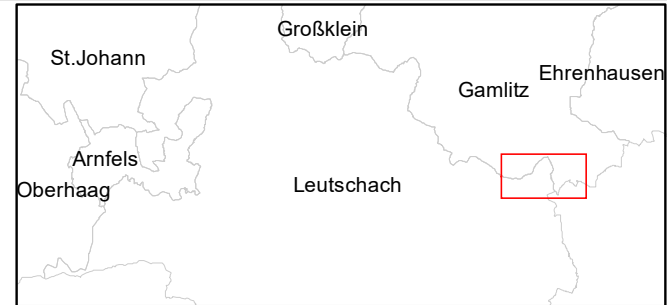 Großklein
St.Johann
Ehrenhausen
Gamlitz
Arnfels
Leutschach
Oberhaag